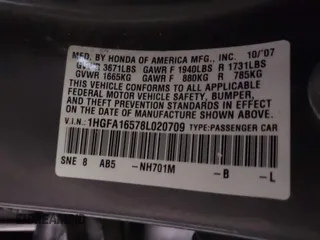 MFD. BY HONDA OF AMERICA MFG., INC. 10/'07
GVWR 3671LBS GAWR F 1940LBS R 1731LBS
GVWR 1665KG GAWR F 880KG R 785KG
THIS VEHICLE CONFORMS TO ALL APPLICABLE
FEDERAL MOTOR VEHICLE SAFETY, BUMPER,
AND THEFT PREVENTION STANDARDS IN EFFECT
ON THE DATE OF MANUFACTURE SHOWN ABOVE.
V.I.N.: 1HGFA16578L020709 TYPE:PASSENGER CAR
SNE 8 AB5 -NH701M -B -L